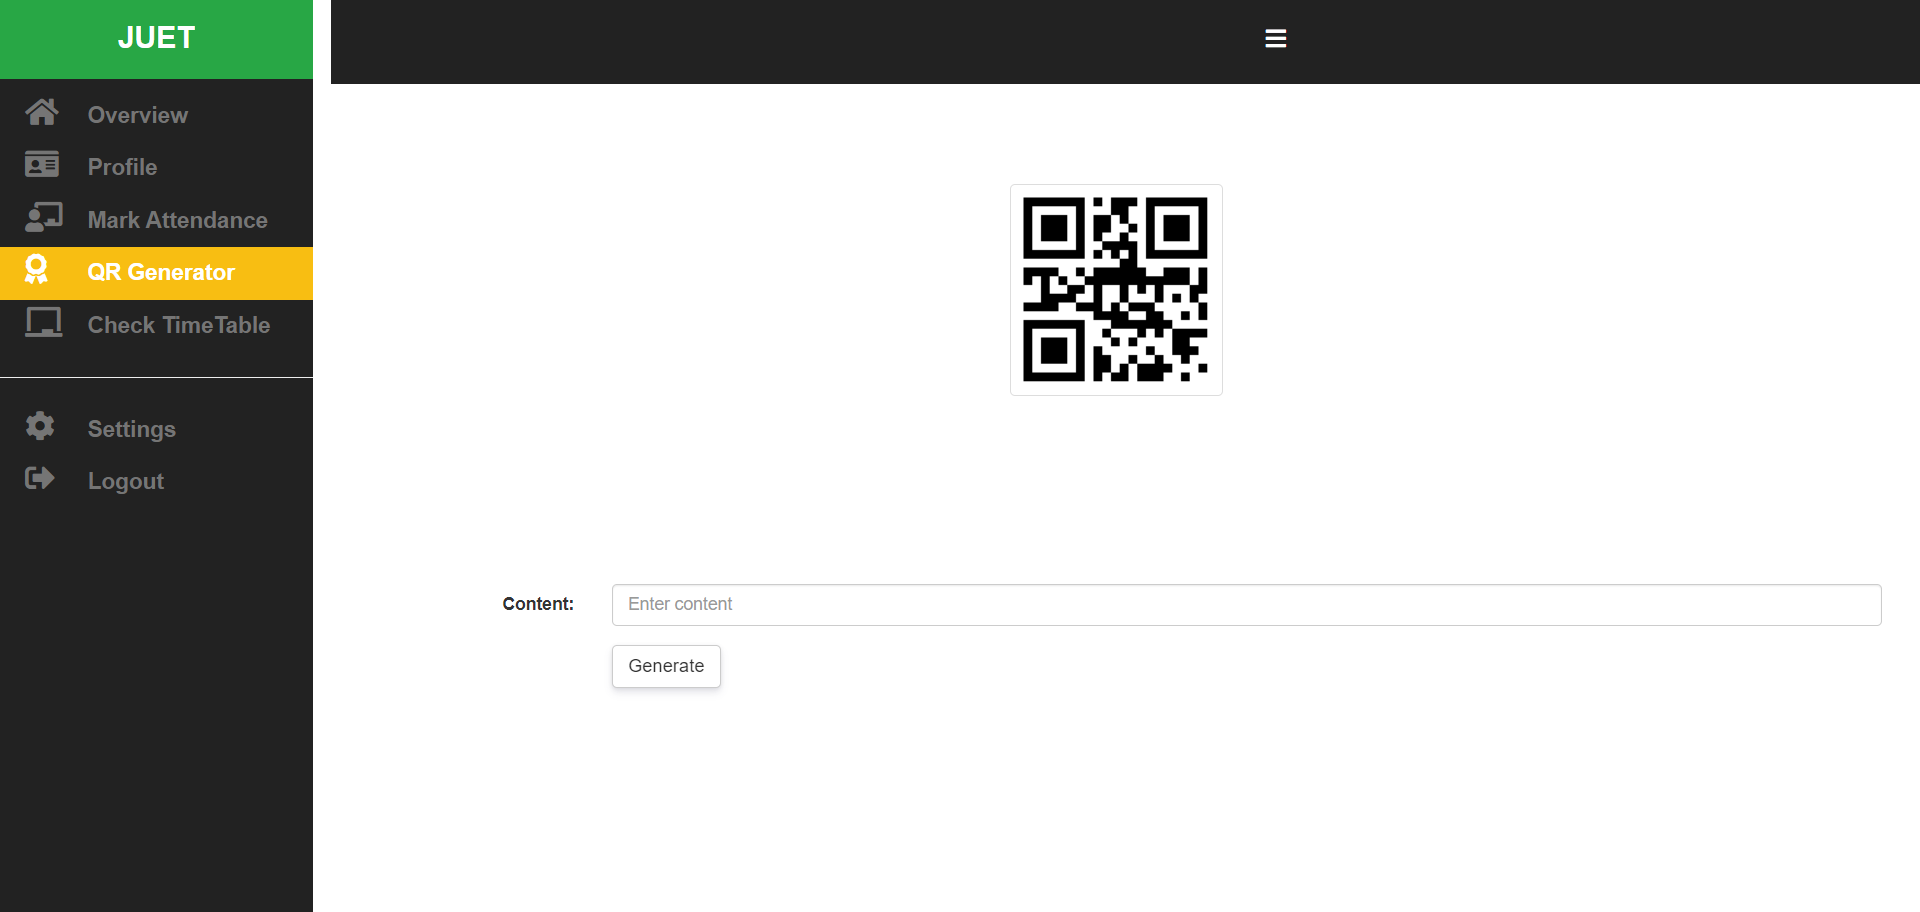 JUET
Overview
Profile
Mark Attendance
QR Generator
Check TimeTable
Settings
Logout
Content:
Enter content
Generate